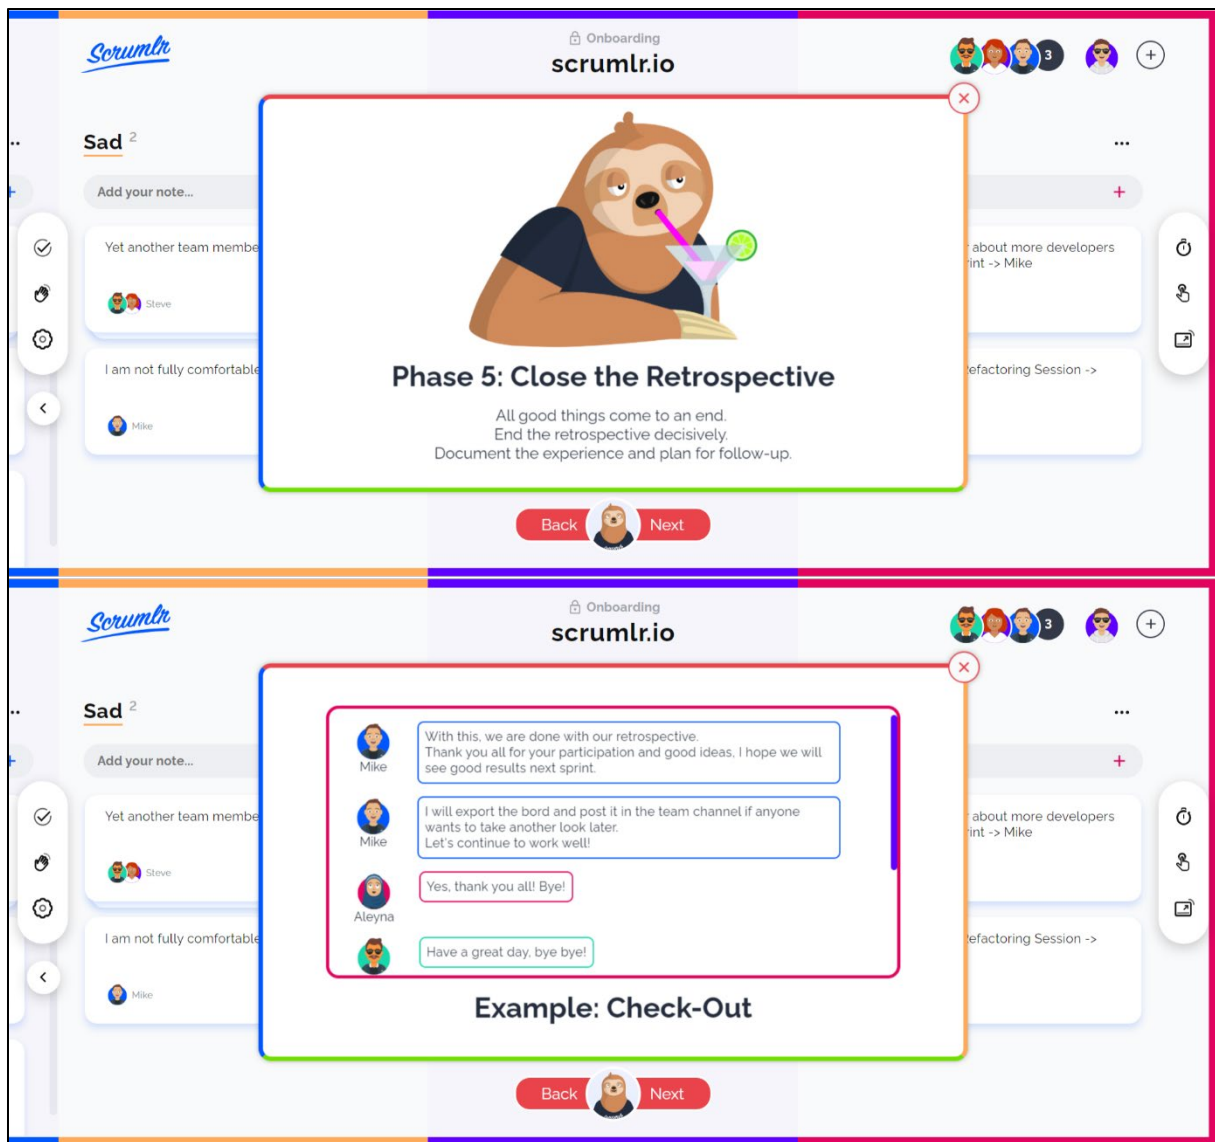 Scrumlr
Onboarding
scrumlr.io
3
Sad 2
Add your note...
Yet another team membe
Steve
I am not fully comfortable
Mike
about more developers
int -> Mike
efactoring Session ->
Phase 5: Close the Retrospective
All good things come to an end.
End the retrospective decisively.
Document the experience and plan for follow-up.
Back
Next
Scrumlr
Onboarding
scrumlr.io
3
Sad 2
Add your note...
Yet another team membe
Steve
I am not fully comfortable
Mike
about more developers
int -> Mike
efactoring Session ->
Mike
With this, we are done with our retrospective.
Thank you all for your participation and good ideas, I hope we will
see good results next sprint.
Mike
I will export the bord and post it in the team channel if anyone
wants to take another look later.
Let's continue to work well!
Aleyna
Yes, thank you all! Bye!
Have a great day, bye bye!
Example: Check-Out
Back
Next